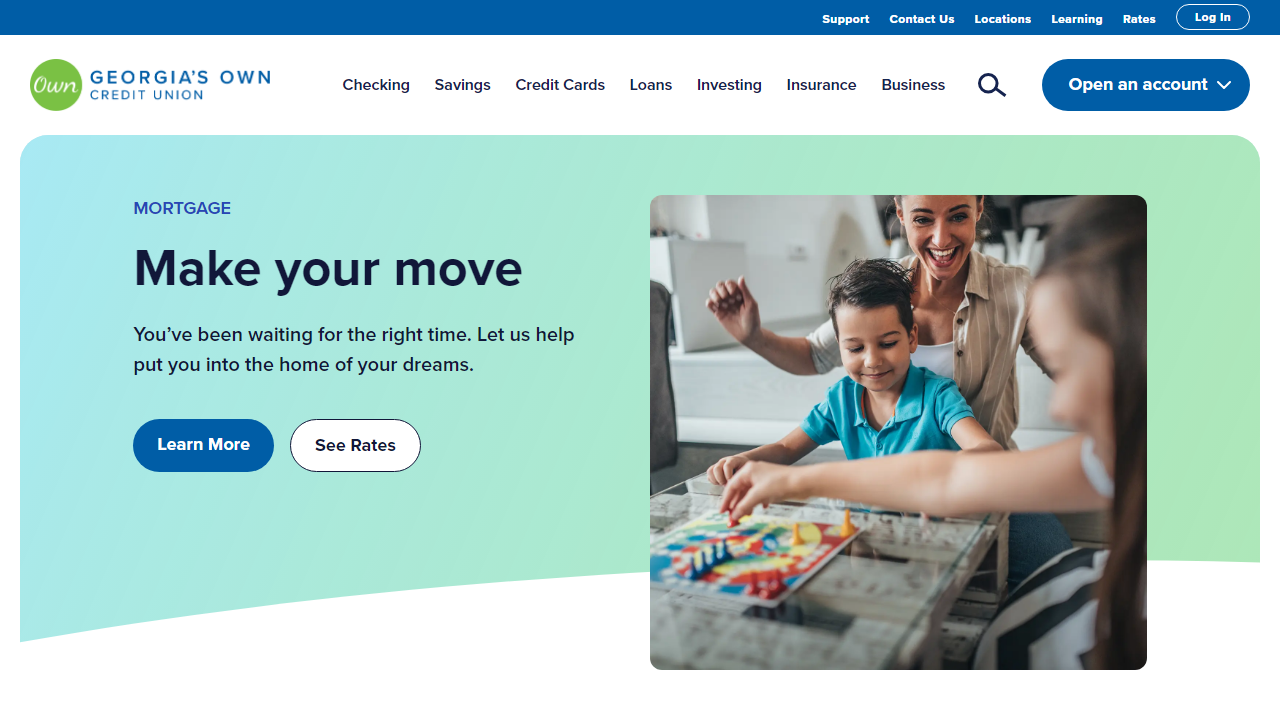 Support Contact Us Locations Learning Rates Log In
Own GEORGIA'S OWN
CREDIT UNION
Checking Savings Credit Cards Loans Investing Insurance Business Open an account
MORTGAGE
Make your move
You’ve been waiting for the right time. Let us help
put you into the home of your dreams.
Learn More See Rates